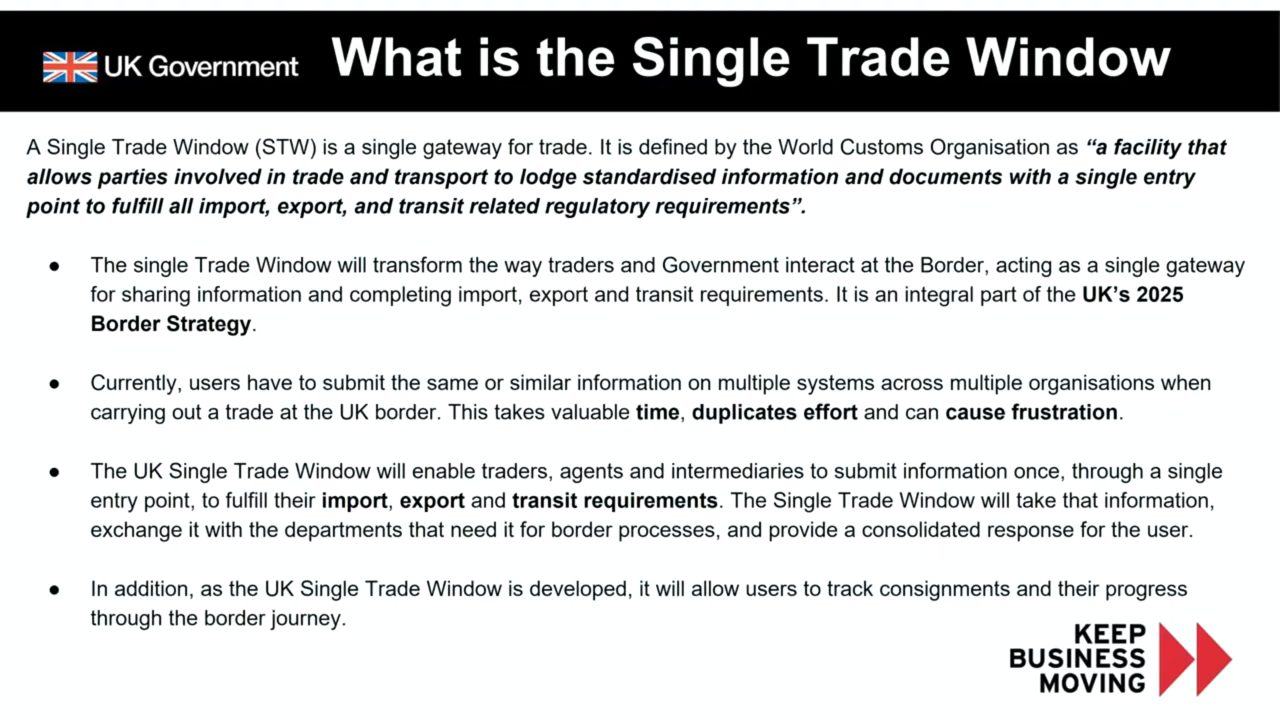 UK Government
What is the Single Trade Window
A Single Trade Window (STW) is a single gateway for trade. It is defined by the World Customs Organisation as “a facility that
allows parties involved in trade and transport to lodge standardised information and documents with a single entry
point to fulfill all import, export, and transit related regulatory requirements”.
● The single Trade Window will transform the way traders and Government interact at the Border, acting as a single gateway
for sharing information and completing import, export and transit requirements. It is an integral part of the UK’s 2025
Border Strategy.
● Currently, users have to submit the same or similar information on multiple systems across multiple organisations when
carrying out a trade at the UK border. This takes valuable time, duplicates effort and can cause frustration.
● The UK Single Trade Window will enable traders, agents and intermediaries to submit information once, through a single
entry point, to fulfill their import, export and transit requirements. The Single Trade Window will take that information,
exchange it with the departments that need it for border processes, and provide a consolidated response for the user.
● In addition, as the UK Single Trade Window is developed, it will allow users to track consignments and their progress
through the border journey.
KEEP
BUSINESS
MOVING